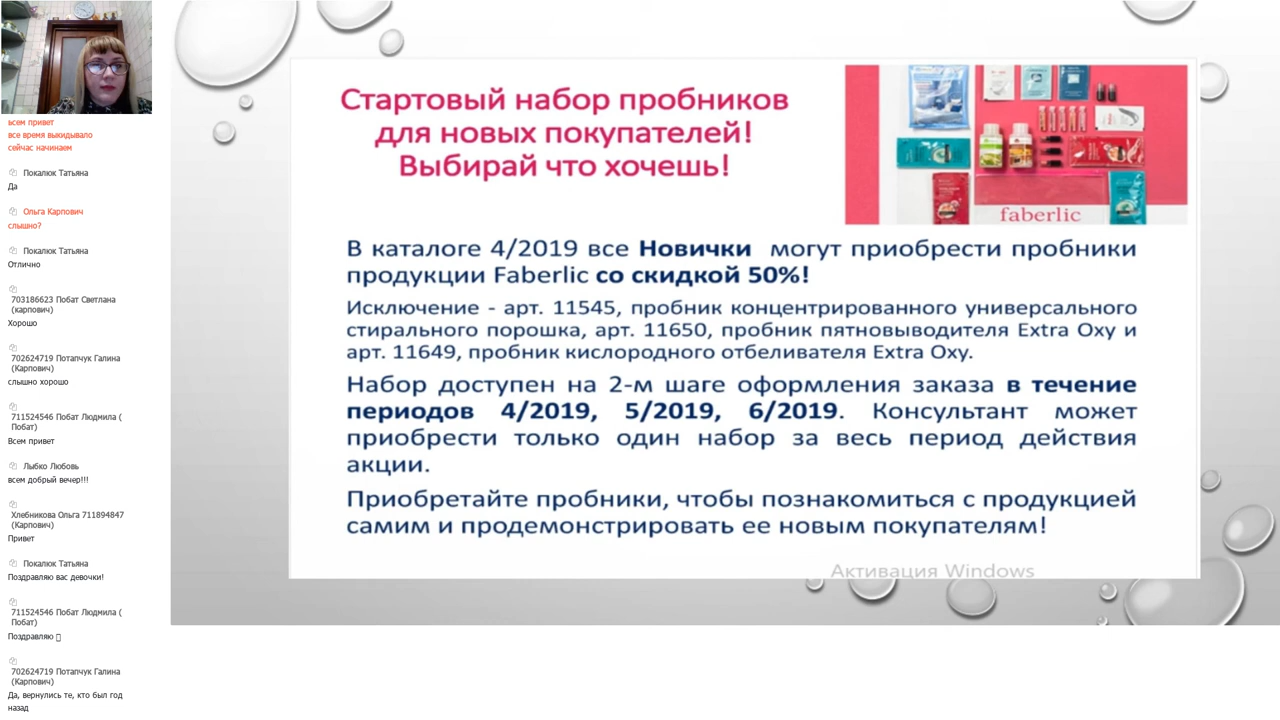 ьсем привет
все время выкидывало
сейчас начинаем
Покалюк Татьяна
Да
Ольга Карпович
слышно?
Покалюк Татьяна
Отлично
703186623 Побат Светлана
(карпович)
Хорошо
702624719 Потапчук Галина
(Карпович)
слышно хорошо
711524546 Побат Людмила (
Побат)
Всем привет
Лыбко Любовь
всем добрый вечер!!!
Хлебникова Ольга 711894847
(Карпович)
Привет
Покалюк Татьяна
Поздравляю вас девочки!
711524546 Побат Людмила (
Побат)
Поздравляю
702624719 Потапчук Галина
(Карпович)
Да, вернулись те, кто был год
назад
Стартовый набор пробников
для новых покупателей!
Выбирай что хочешь!
faberlic
В каталоге 4/2019 все Новички могут приобрести пробники
продукции Faberlic со скидкой 50%!
Исключение - арт. 11545, пробник концентрированного универсального
стирального порошка, арт. 11650, пробник пятновыводителя Extra Oxy и
арт. 11649, пробник кислородного отбеливателя Extra Oxy.
Набор доступен на 2-м шаге оформления заказа в течение
периодов 4/2019, 5/2019, 6/2019. Консультант может
приобрести только один набор за весь период действия
акции.
Приобретайте пробники, чтобы познакомиться с продукцией
самим и продемонстрировать ее новым покупателям!
Активация Windows